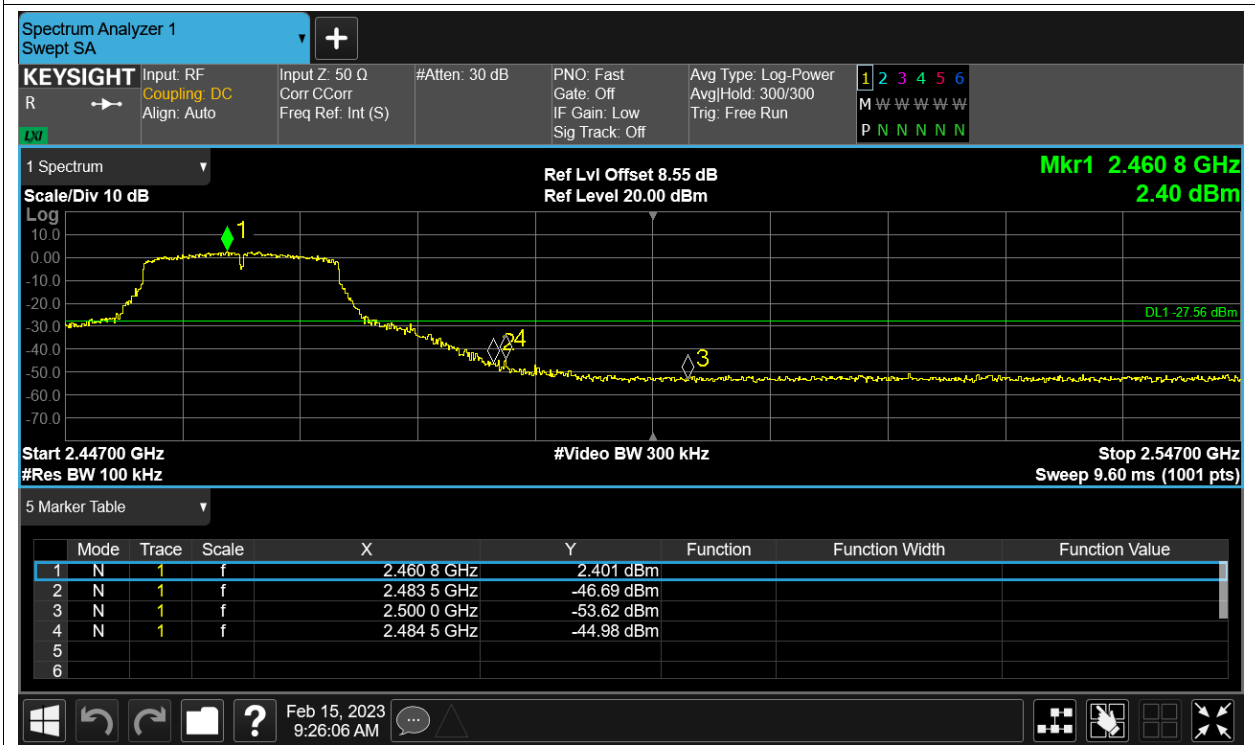 Spectrum Analyzer 1
Swept SA
KEYSIGHT Input: RF Input Z: 50 Ω #Atten: 30 dB PNO: Fast Avg Type: Log-Power 1 2 3 4 5 6
R Coupling: DC Corr CCorr Gate: Off Avg|Hold: 300/300 M W W W W W
Align: Auto Freq Ref: Int (S) IF Gain: Low Trig: Free Run
LXI Sig Track: Off P N N N N N
1 Spectrum Ref Lvl Offset 8.55 dB Mkr1 2.460 8 GHz
Scale/Div 10 dB Ref Level 20.00 dBm 2.40 dBm
Log
1
10.0
0.00
-10.0
-20.0
DL1 -27.56 dBm
-30.0
24
-40.0
3
-50.0
-60.0
-70.0
Start 2.44700 GHz #Video BW 300 kHz Stop 2.54700 GHz
#Res BW 100 kHz Sweep 9.60 ms (1001 pts)
5 Marker Table
Mode Trace Scale X Y Function Function Width Function Value
1 N 1 f 2.460 8 GHz 2.401 dBm
2 N 1 f 2.483 5 GHz -46.69 dBm
3 N 1 f 2.500 0 GHz -53.62 dBm
4 N 1 f 2.484 5 GHz -44.98 dBm
5
6
? Feb 15, 2023
9:26:06 AM